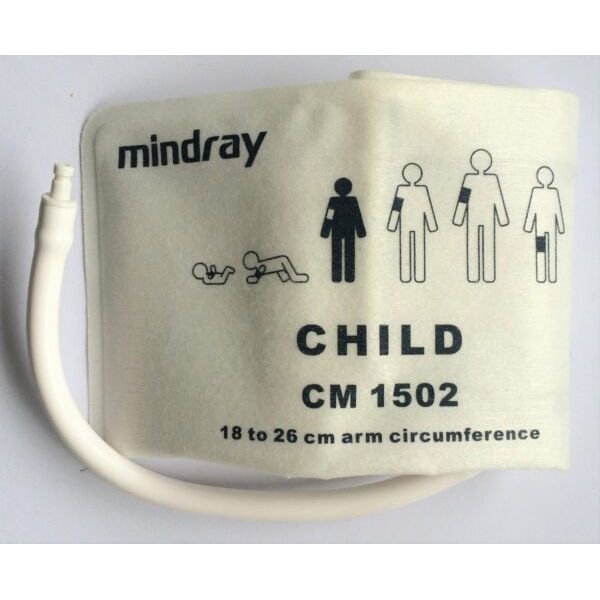 mindray
CHILD
CM 1502
18 to 26 cm arm circumference